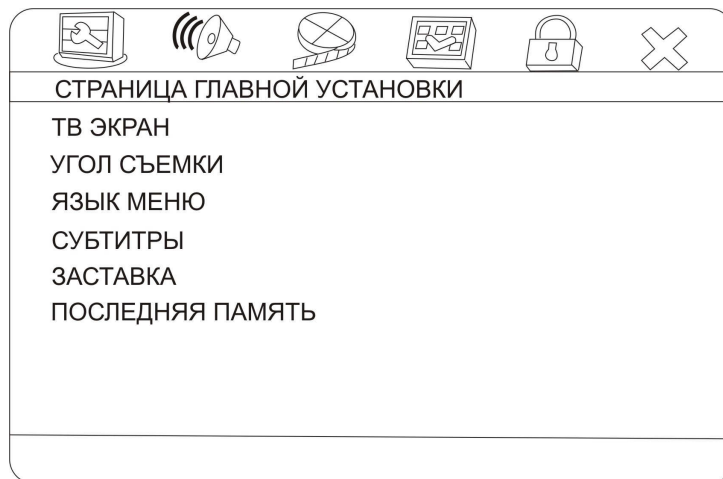 СТРАНИЦА ГЛАВНОЙ УСТАНОВКИ
ТВ ЭКРАН
УГОЛ СЪЕМКИ
ЯЗЫК МЕНЮ
СУБТИТРЫ
ЗАСТАВКА
ПОСЛЕДНЯЯ ПАМЯТЬ